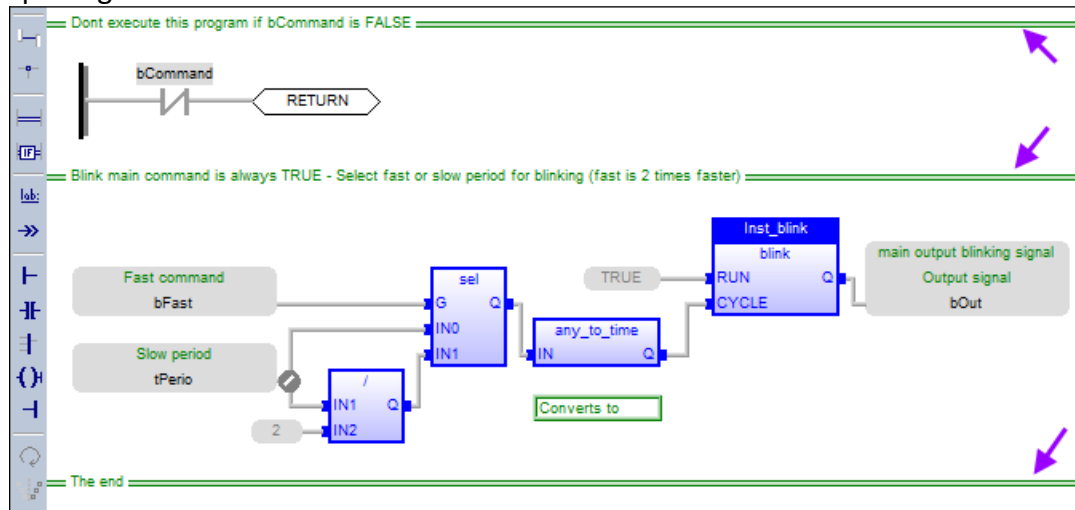 Dont execute this program if bCommand is FALSE
bCommand
RETURN
IF
lab:
Blink main command is always TRUE - Select fast or slow period for blinking (fast is 2 times faster)
Inst_blink
blink
Fast command
bFast
sel
TRUE
RUN
Q
main output blinking signal
Output signal
bOut
G
Q
CYCLE
IN0
any_to_time
IN1
IN
Q
Slow period
tPerio
/
IN1
Q
Converts to
2
IN2
The end